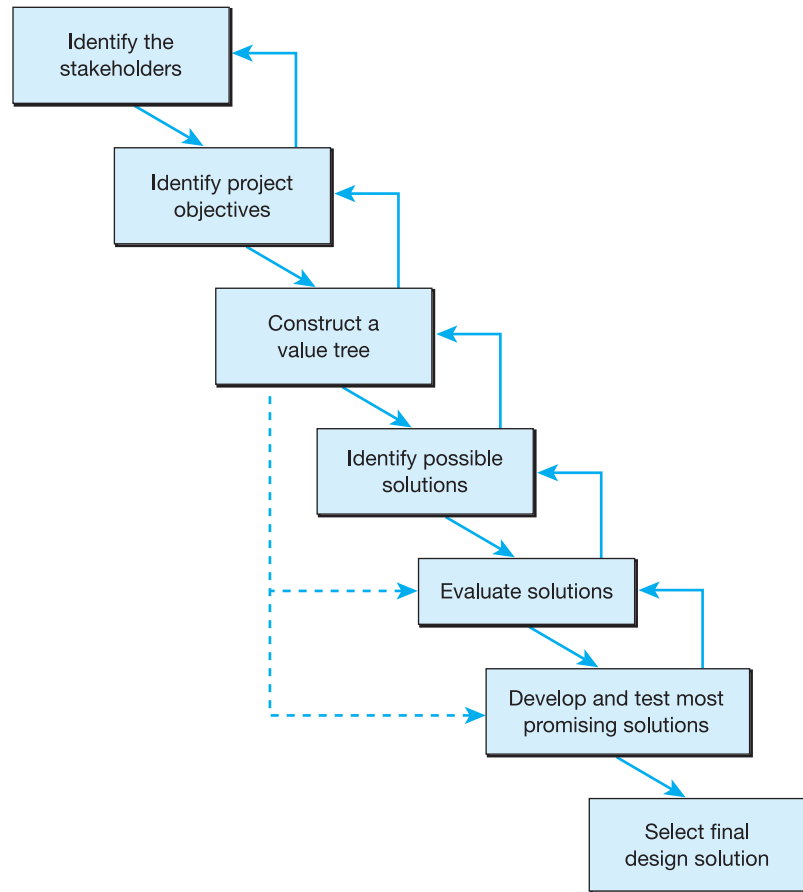 Identify the
stakeholders
Identify project
objectives
Construct a
value tree
Identify possible
solutions
Evaluate solutions
Develop and test most
promising solutions
Select final
design solution